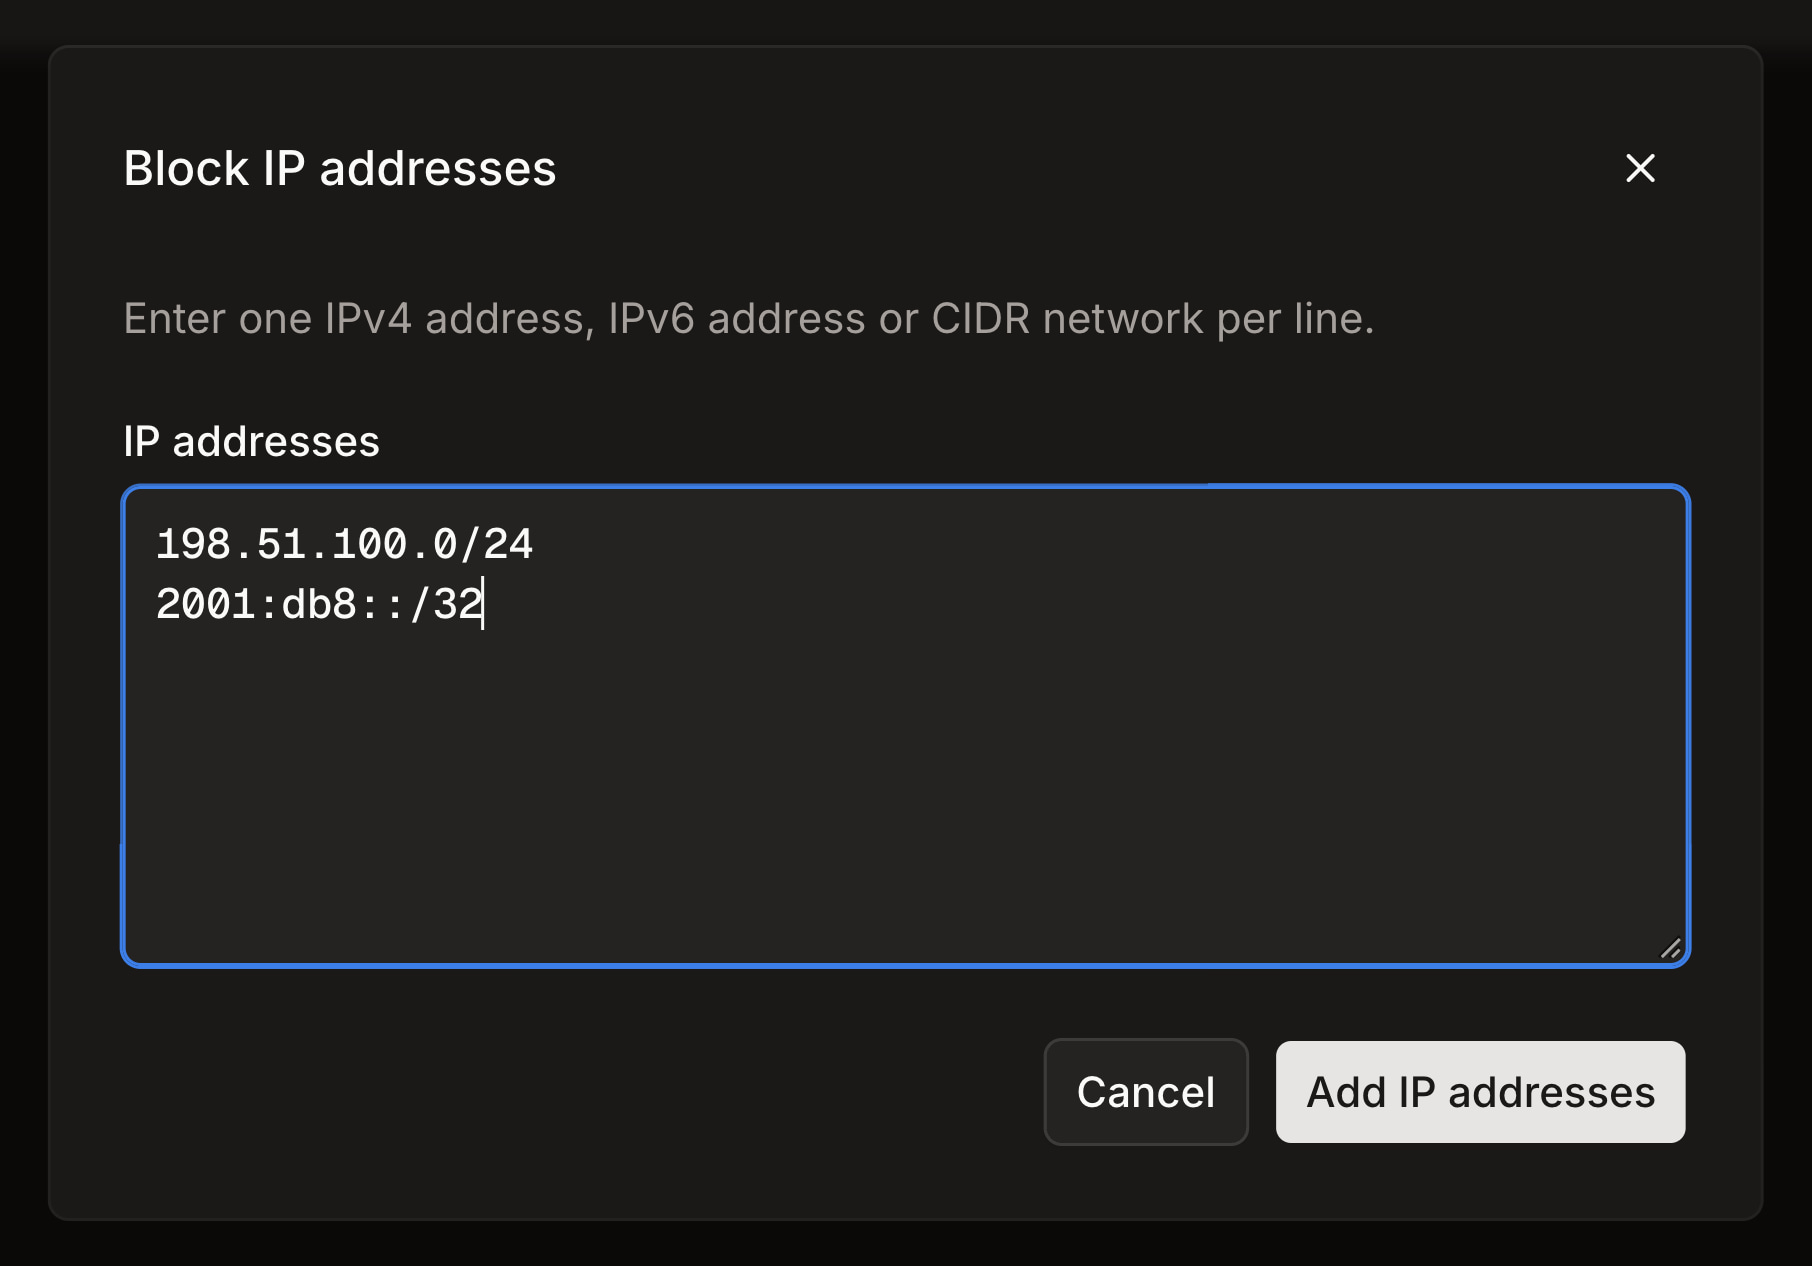 Block IP addresses
Enter one IPv4 address, IPv6 address or CIDR network per line.
IP addresses
198.51.100.0/24
2001:db8::/32
Cancel
Add IP addresses